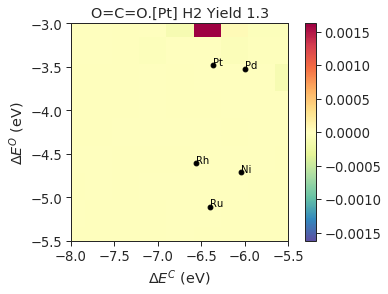 O=C=O.[Pt] H2 Yield 1.3
−3.0
−3.5
−4.0
−4.5
−5.0
−5.5
ΔE^O (eV)
Pt
Pd
Rh
Ni
Ru
−8.0 −7.5 −7.0 −6.5 −6.0 −5.5
ΔE^C (eV)
0.0015
0.0010
0.0005
0.0000
−0.0005
−0.0010
−0.0015